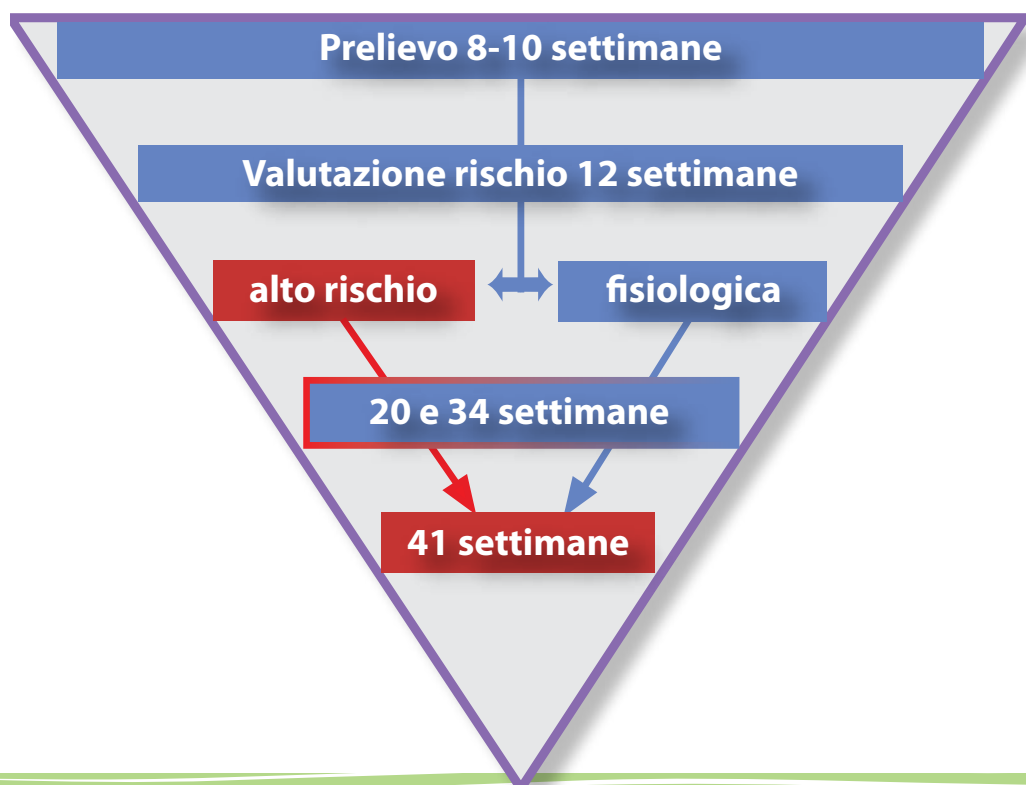 Prelievo 8-10 settimane
Valutazione rischio 12 settimane
alto rischio
fisiologica
20 e 34 settimane
41 settimane